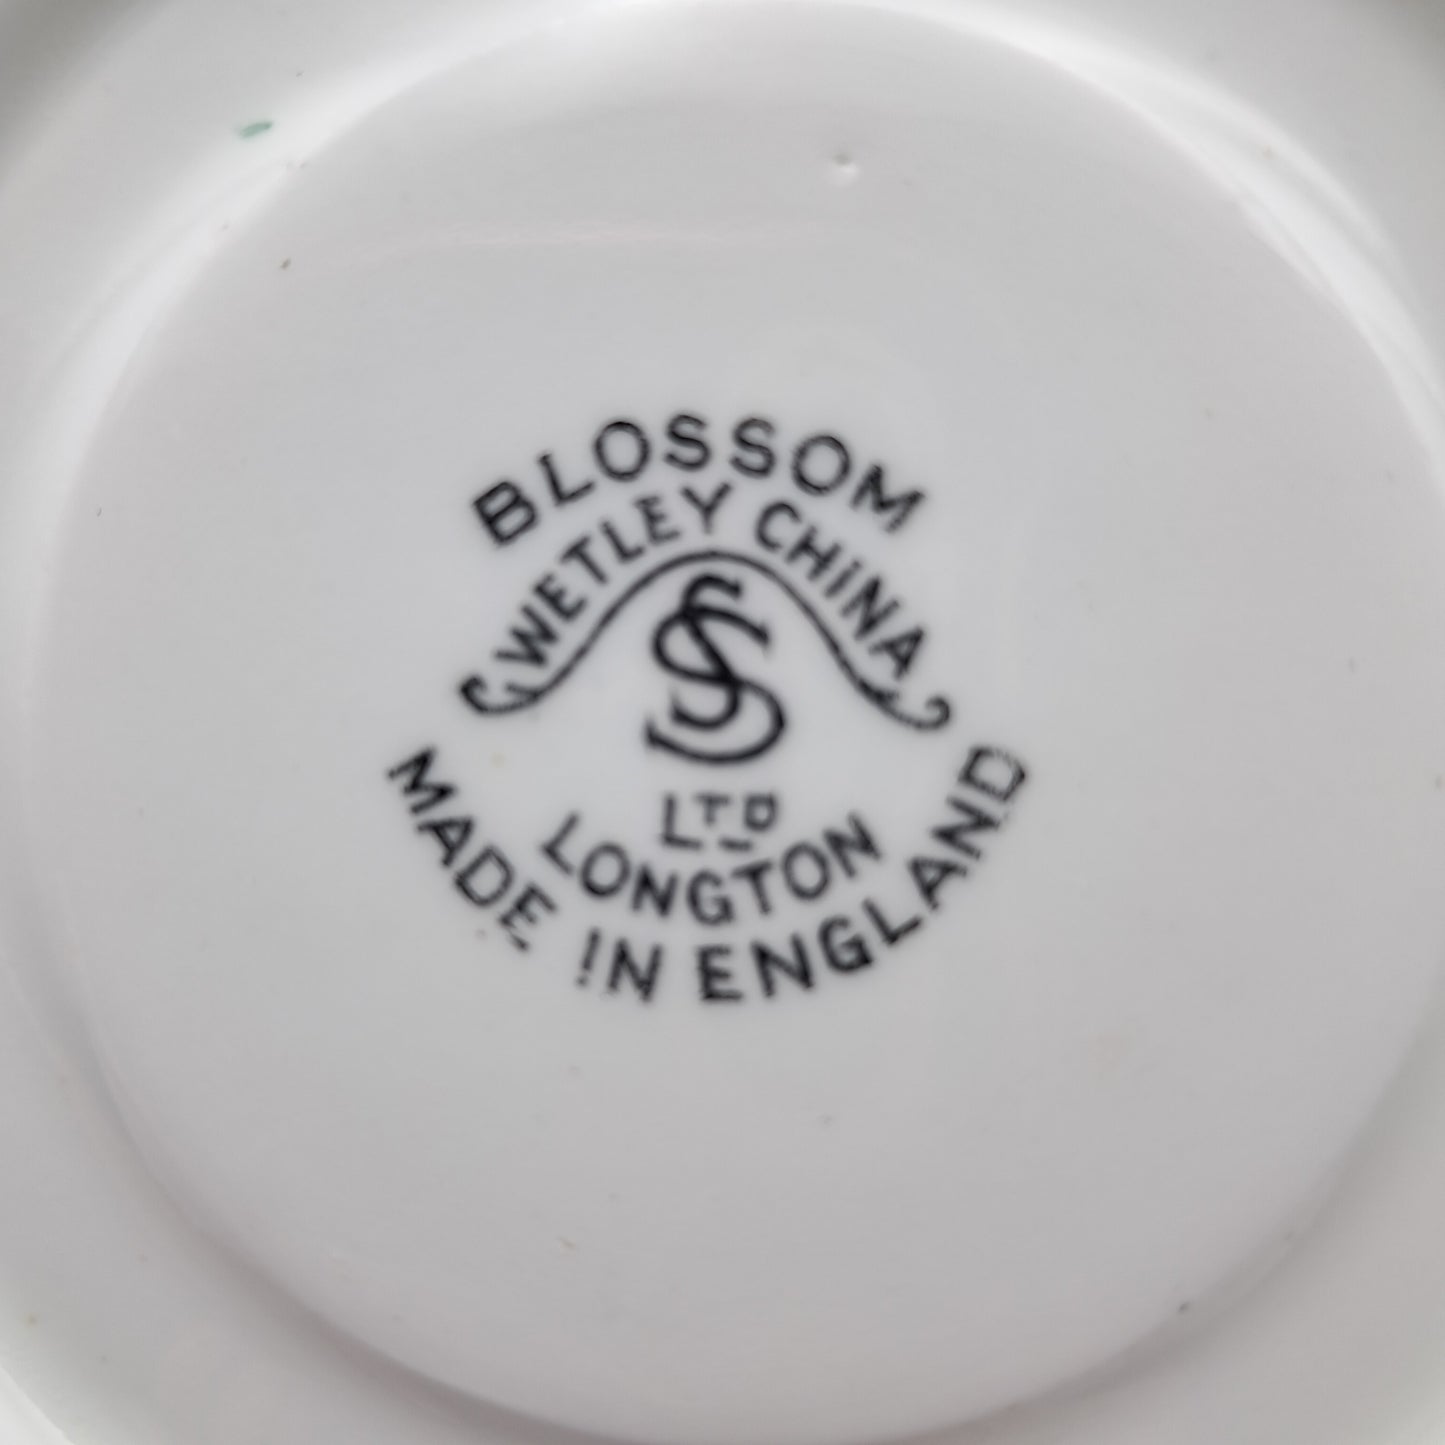 BLOSSOM
WETLEY CHINA
SS
LTD
LONGTON
MADE IN ENGLAND